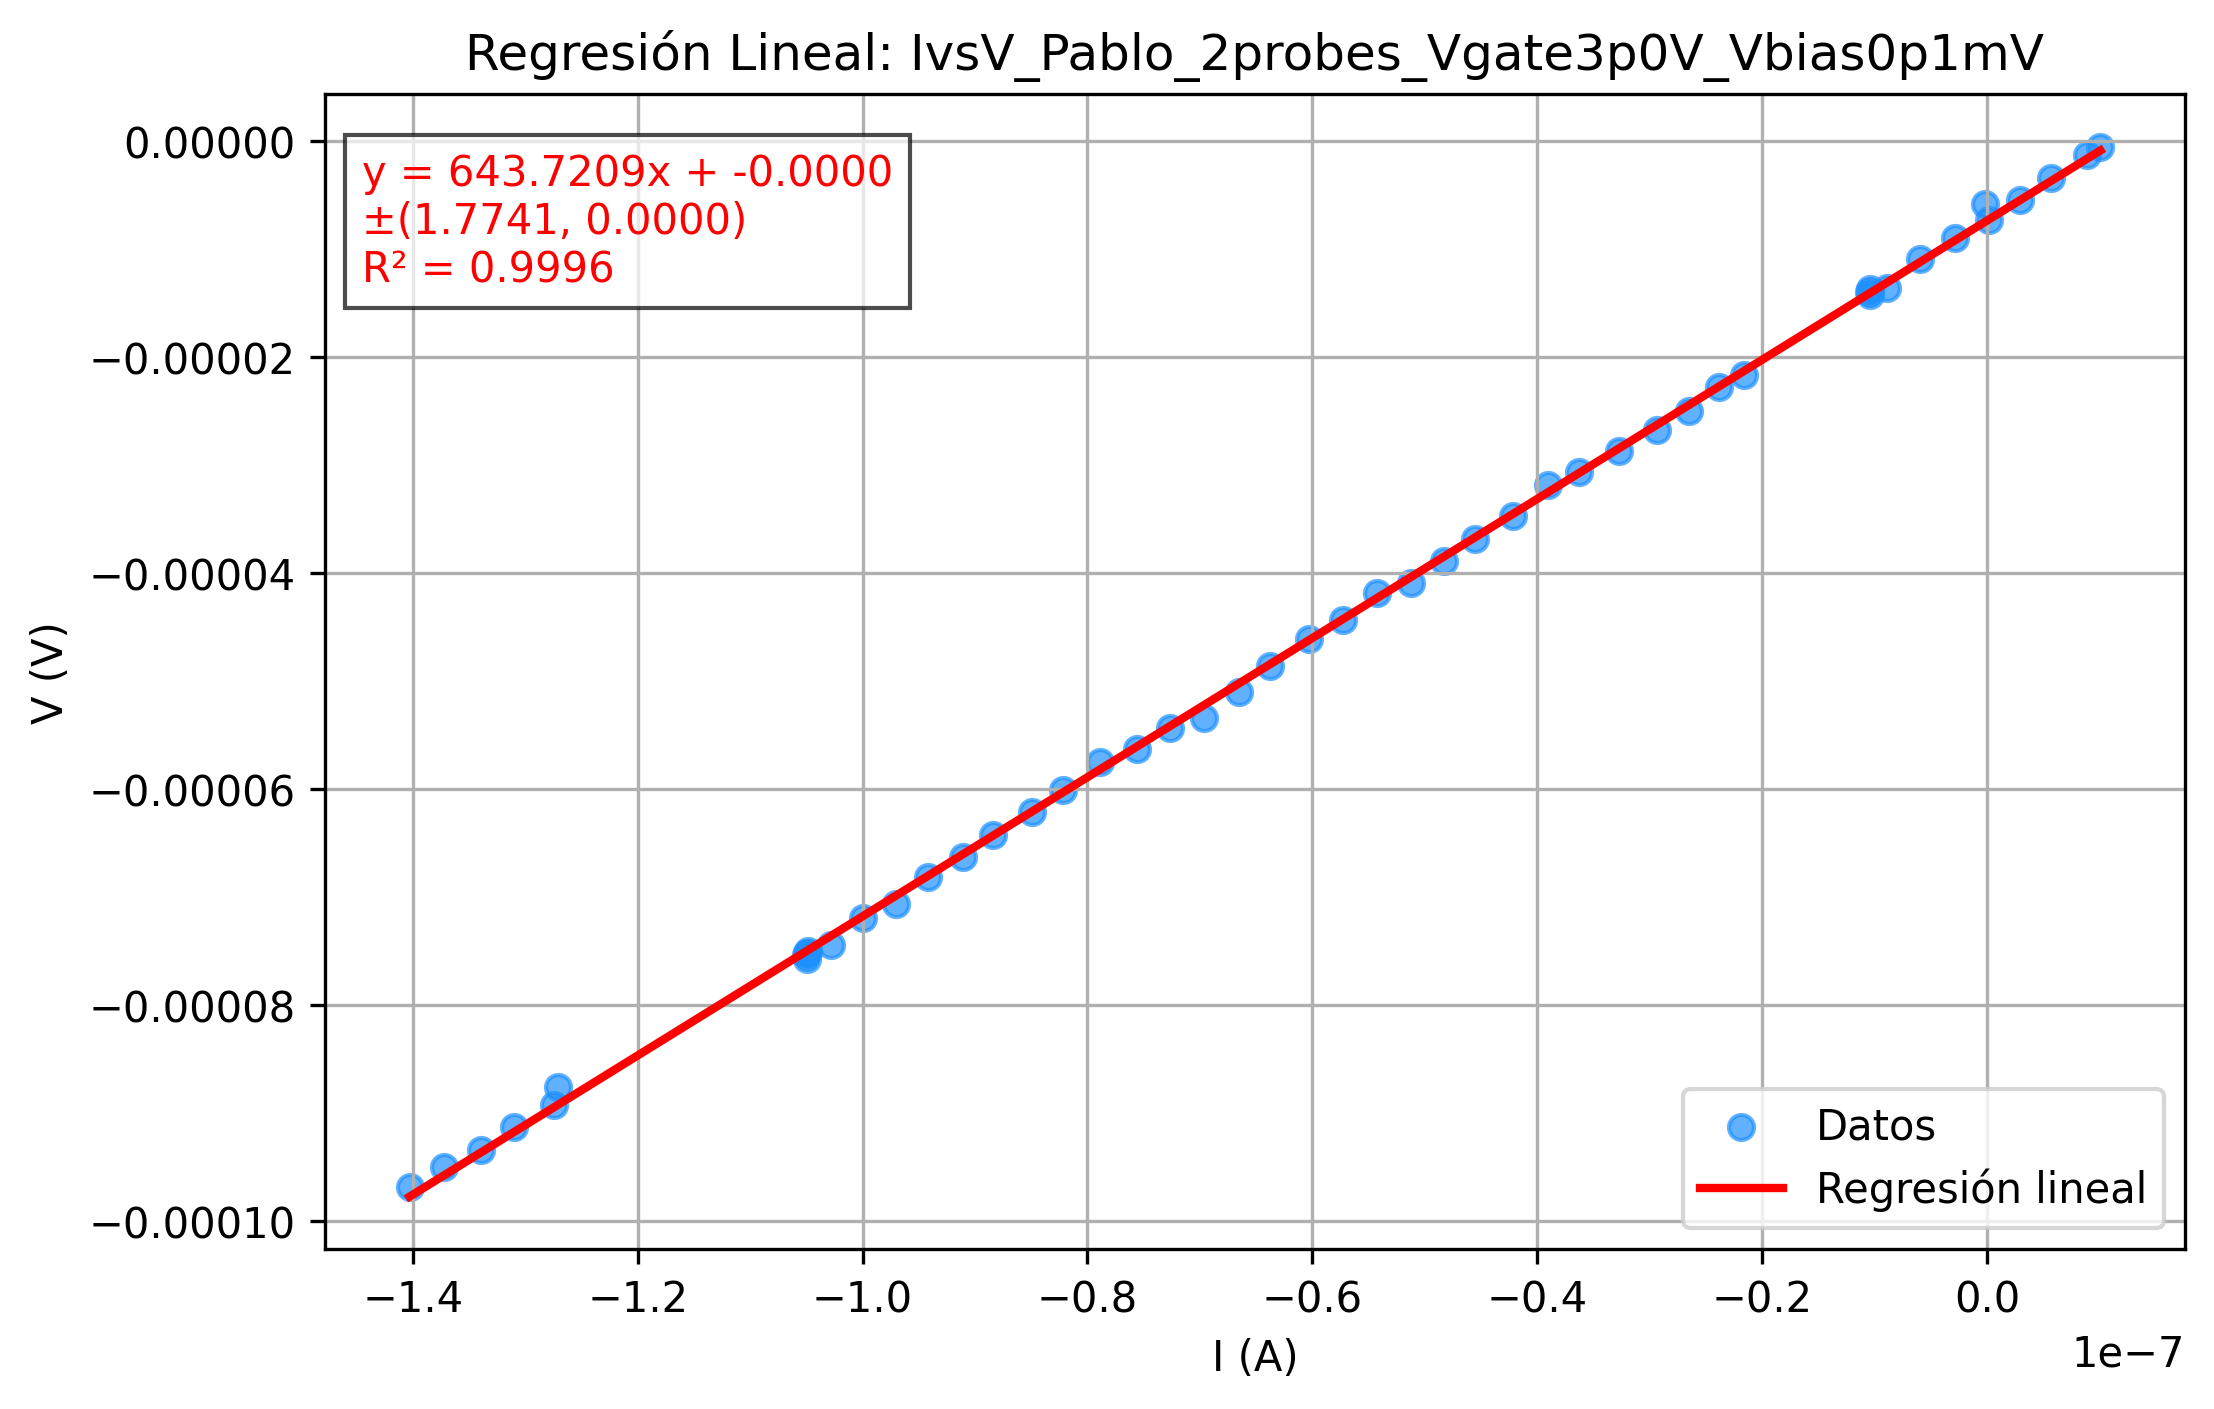 Regresión Lineal: IvsV_Pablo_2probes_Vgate3p0V_Vbias0p1mV
y = 643.7209x + -0.0000
±(1.7741, 0.0000)
R² = 0.9996
0.00000
−0.00002
−0.00004
−0.00006
−0.00008
−0.00010
V (V)
Datos
Regresión lineal
−1.4 −1.2 −1.0 −0.8 −0.6 −0.4 −0.2 0.0
1e−7
I (A)